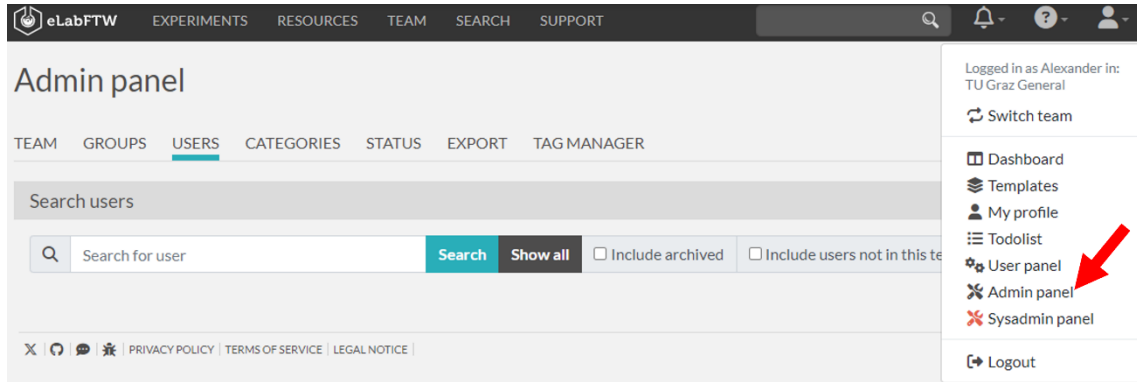 eLabFTW EXPERIMENTS RESOURCES TEAM SEARCH SUPPORT
Admin panel
TEAM GROUPS USERS CATEGORIES STATUS EXPORT TAG MANAGER
Search users
Search for user Search Show all Include archived Include users not in this te
PRIVACY POLICY TERMS OF SERVICE LEGAL NOTICE
Logged in as Alexander in:
TU Graz General
Switch team
Dashboard
Templates
My profile
Todolist
User panel
Admin panel
Sysadmin panel
Logout